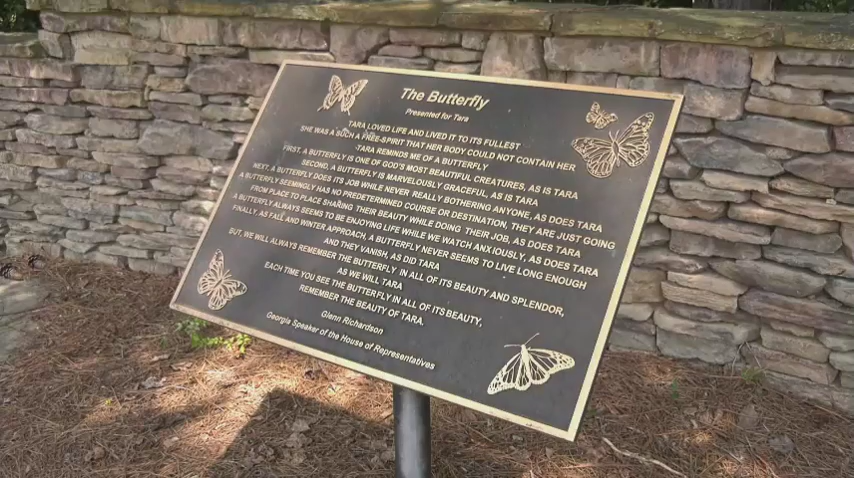 The Butterfly
Presented for Tara
TARA LOVED LIFE AND LIVED IT TO ITS FULLEST
SHE WAS A SUCH A FREE-SPIRIT THAT HER BODY COULD NOT CONTAIN HER
TARA REMINDS ME OF A BUTTERFLY
FIRST, A BUTTERFLY IS ONE OF GOD'S MOST BEAUTIFUL CREATURES, AS IS TARA
SECOND, A BUTTERFLY IS MARVELOUSLY GRACEFUL, AS IS TARA
NEXT, A BUTTERFLY DOES ITS JOB WHILE NEVER REALLY BOTHERING ANYONE, AS DOES TARA
A BUTTERFLY SEEMINGLY HAS NO PREDETERMINED COURSE OR DESTINATION, THEY ARE JUST GOING
FROM PLACE TO PLACE SHARING THEIR BEAUTY WHILE DOING THEIR JOB, AS DOES TARA
A BUTTERFLY ALWAYS SEEMS TO BE ENJOYING LIFE WHILE WE WATCH ANXIOUSLY, AS DOES TARA
FINALLY, AS FALL AND WINTER APPROACH, A BUTTERFLY NEVER SEEMS TO LIVE LONG ENOUGH
AND THEY VANISH, AS DID TARA
BUT, WE WILL ALWAYS REMEMBER THE BUTTERFLY IN ALL OF ITS BEAUTY AND SPLENDOR,
AS WE WILL TARA
EACH TIME YOU SEE THE BUTTERFLY IN ALL OF ITS BEAUTY,
REMEMBER THE BEAUTY OF TARA.
Glenn Richardson
Georgia Speaker of the House of Representatives